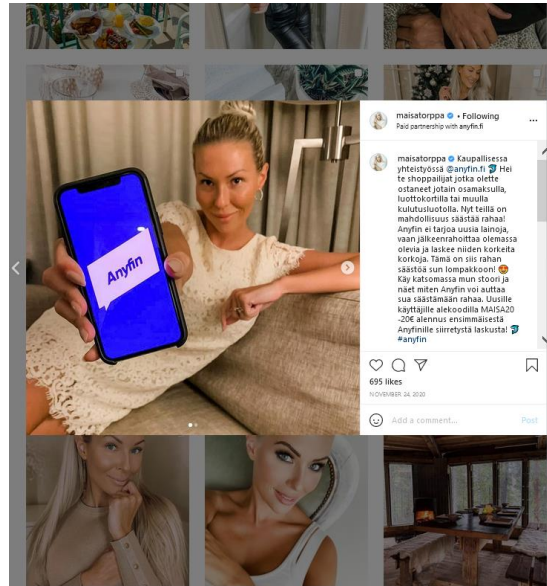 Anyfin
maisatorppa • Following
Paid partnership with anyfin.fi
maisatorppa Kaupallisessa
yhteistyössä @anyfin.fi Hei
te shoppailijat jotka olette
ostaneet jotain osamaksulla,
luottokortilla tai muulla
kulutusluotolla. Nyt teillä on
mahdollisuus säästää rahaa!
Anyfin ei tarjoa uusia lainoja,
vaan jälkeenrahoittaa olemassa
olevia ja laskee niiden korkeita
korkoja. Tämä on siis rahan
säästöä sun lompakkoon! 😍
Käy katsomassa mun stoori ja
näet miten Anyfin voi auttaa
sua säästämään rahaa. Uusille
käyttäjille alekoodilla MAISA20
-20€ alennus ensimmäisestä
Anyfinille siirretystä laskusta!
#anyfin
695 likes
NOVEMBER 24, 2020
Add a comment... Post